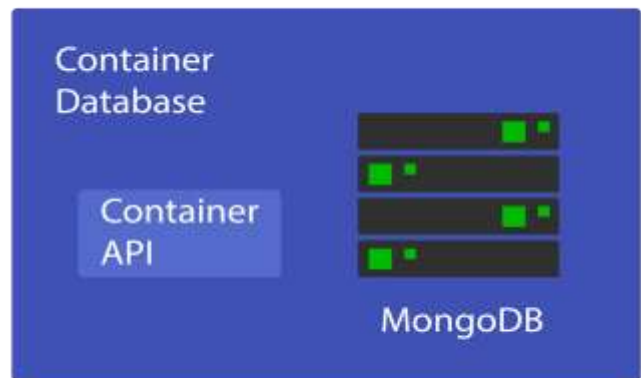 Container
Database
Container
API
MongoDB